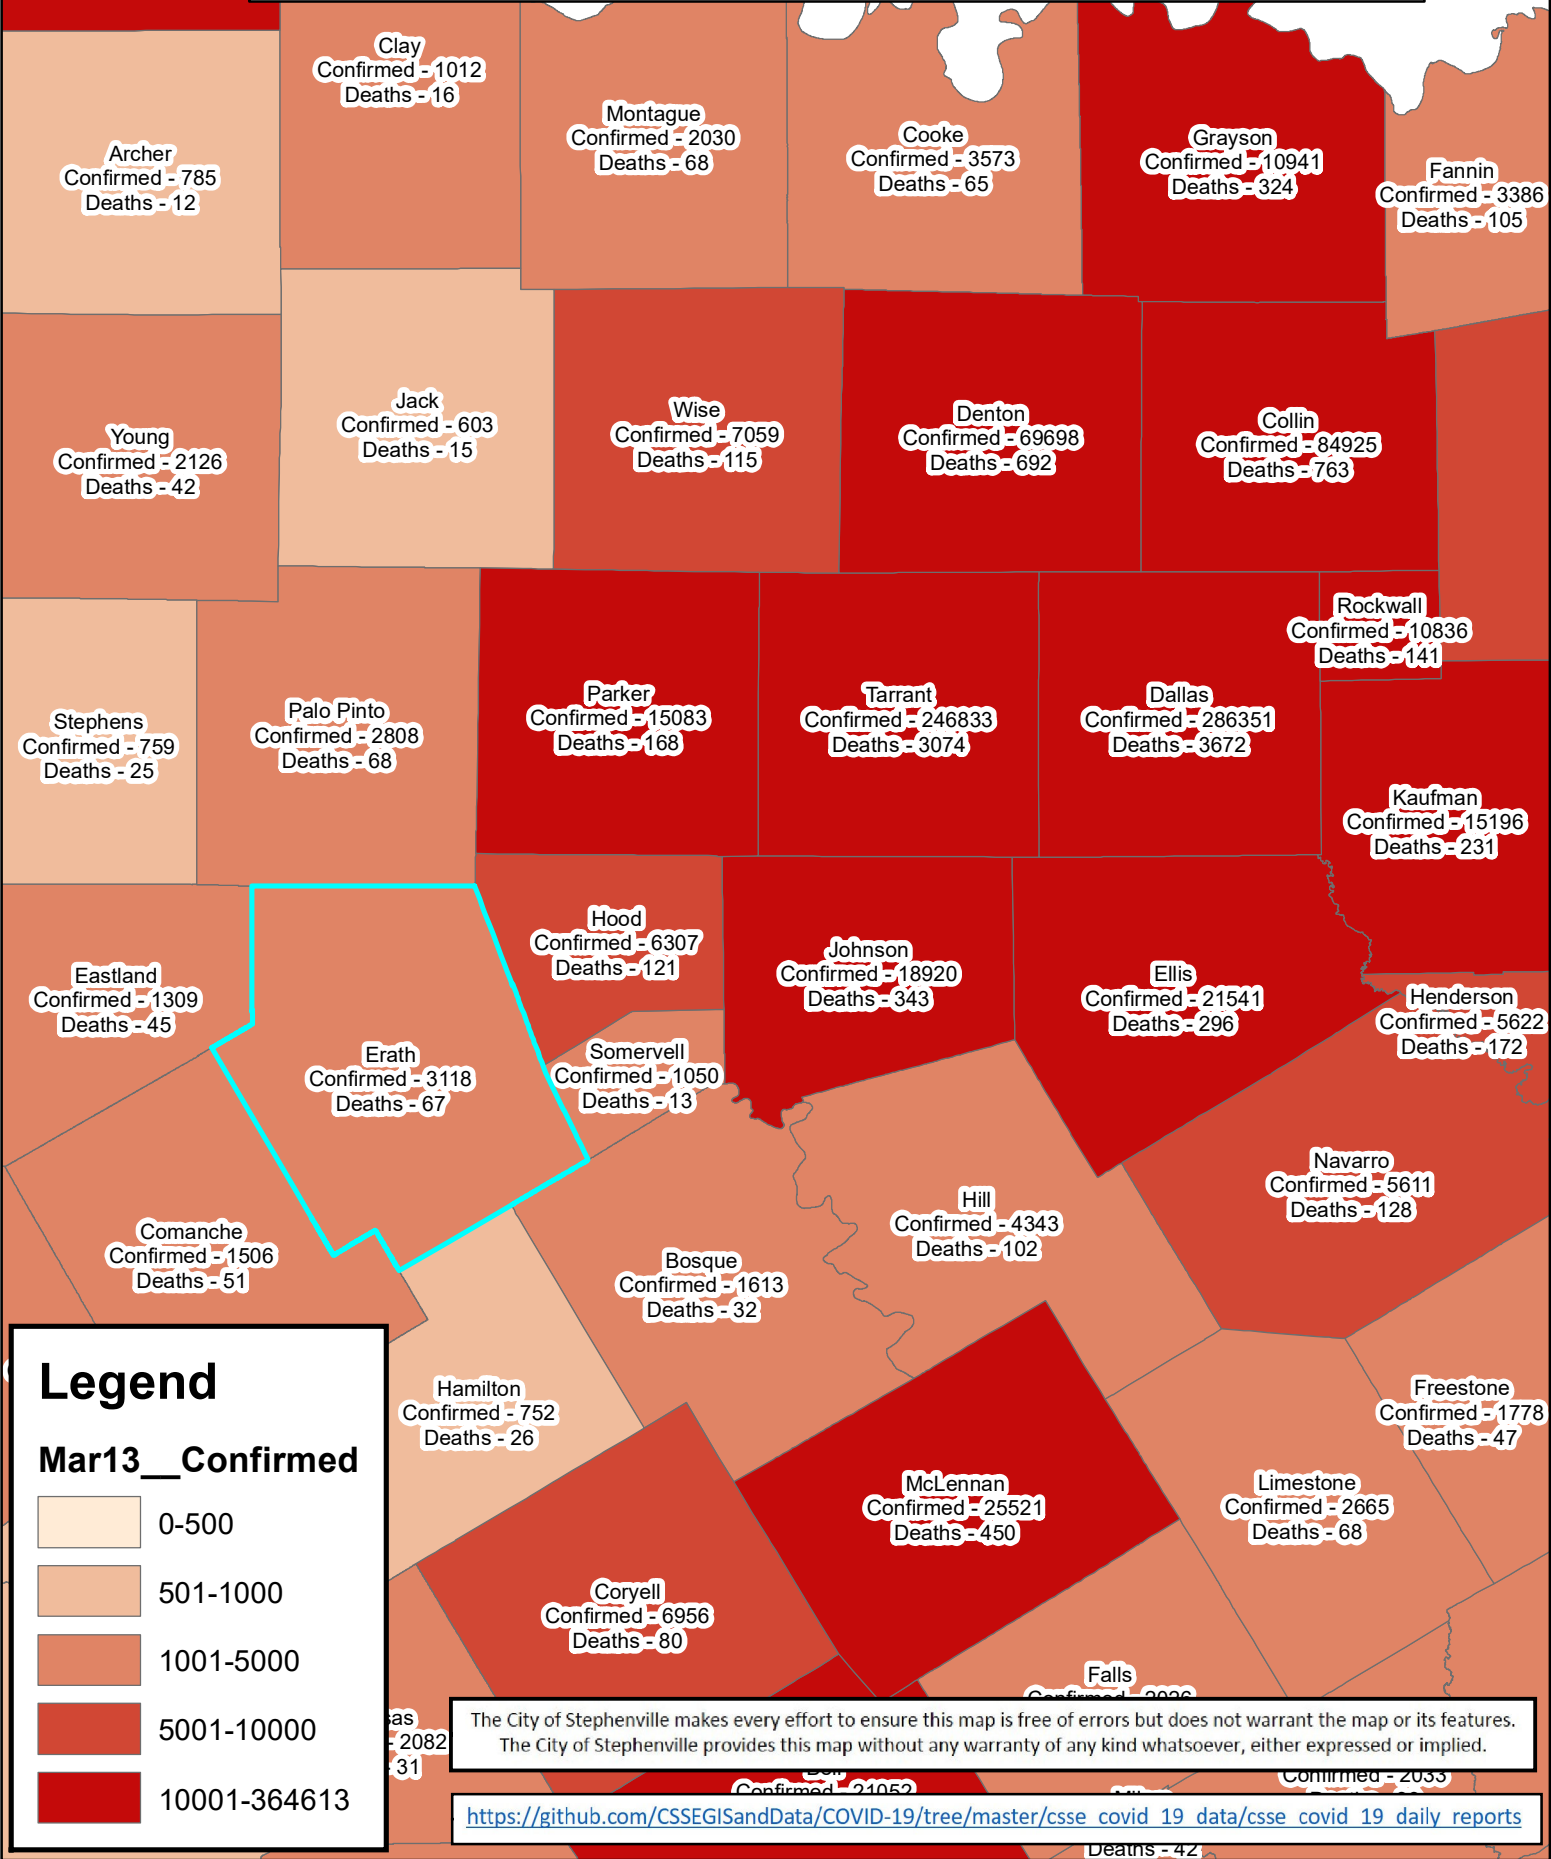 Clay
Confirmed - 1012
Deaths - 16
Montague
Confirmed - 2030
Deaths - 68
Cooke
Confirmed - 3573
Deaths - 65
Grayson
Confirmed - 10941
Deaths - 324
Archer
Confirmed - 785
Deaths - 12
Fannin
Confirmed - 3386
Deaths - 105
Young
Confirmed - 2126
Deaths - 42
Jack
Confirmed - 603
Deaths - 15
Wise
Confirmed - 7059
Deaths - 115
Denton
Confirmed - 69698
Deaths - 692
Collin
Confirmed - 84925
Deaths - 763
Rockwall
Confirmed - 10836
Deaths - 141
Stephens
Confirmed - 759
Deaths - 25
Palo Pinto
Confirmed - 2808
Deaths - 68
Parker
Confirmed - 15083
Deaths - 168
Tarrant
Confirmed - 246833
Deaths - 3074
Dallas
Confirmed - 286351
Deaths - 3672
Kaufman
Confirmed - 15196
Deaths - 231
Eastland
Confirmed - 1309
Deaths - 45
Erath
Confirmed - 3118
Deaths - 67
Hood
Confirmed - 6307
Deaths - 121
Somervell
Confirmed - 1050
Deaths - 13
Johnson
Confirmed - 18920
Deaths - 343
Ellis
Confirmed - 21541
Deaths - 296
Henderson
Confirmed - 5622
Deaths - 172
Navarro
Confirmed - 5611
Deaths - 128
Comanche
Confirmed - 1506
Deaths - 51
Bosque
Confirmed - 1613
Deaths - 32
Hill
Confirmed - 4343
Deaths - 102
Hamilton
Confirmed - 752
Deaths - 26
Freestone
Confirmed - 1778
Deaths - 47
McLennan
Confirmed - 25521
Deaths - 450
Limestone
Confirmed - 2665
Deaths - 68
Coryell
Confirmed - 6956
Deaths - 80
Falls
Legend
Mar13__Confirmed
0-500
501-1000
1001-5000
5001-10000
10001-364613
sas
- 2082
- 31
The City of Stephenville makes every effort to ensure this map is free of errors but does not warrant the map or its features.
The City of Stephenville provides this map without any warranty of any kind whatsoever, either expressed or implied.
Confirmed - 21052
Confirmed - 2033
https://github.com/CSSEGISandData/COVID-19/tree/master/csse_covid_19_data/csse_covid_19_daily_reports
Deaths - 42